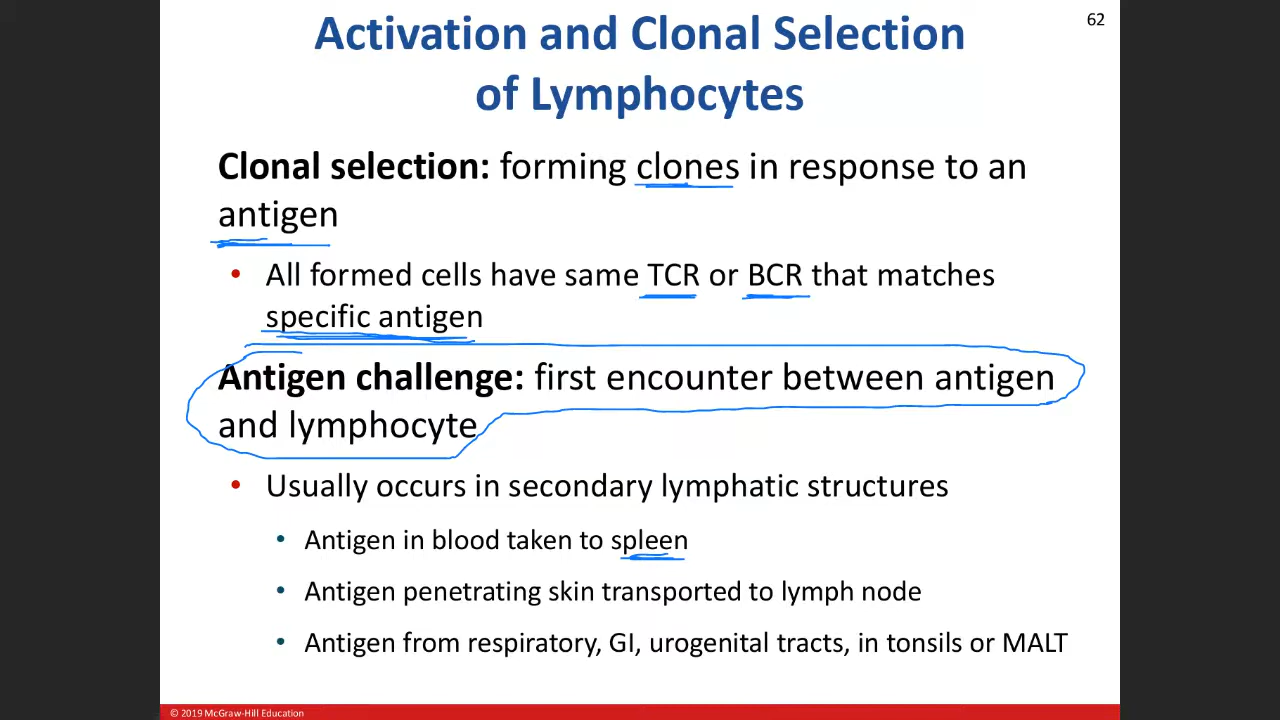 62
Activation and Clonal Selection
of Lymphocytes
Clonal selection: forming clones in response to an
antigen
• All formed cells have same TCR or BCR that matches
specific antigen
Antigen challenge: first encounter between antigen
and lymphocyte
• Usually occurs in secondary lymphatic structures
• Antigen in blood taken to spleen
• Antigen penetrating skin transported to lymph node
• Antigen from respiratory, GI, urogenital tracts, in tonsils or MALT
© 2019 McGraw-Hill Education